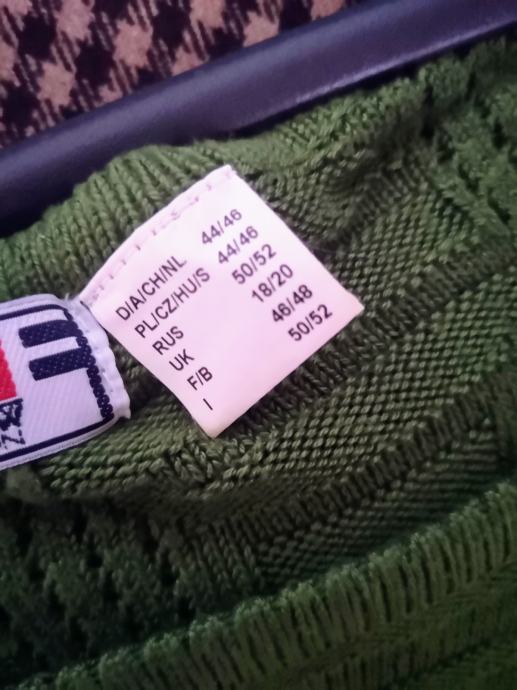 D/A/CH/NL 44/46
PL/CZ/HU/S 44/46
RUS 50/52
UK 18/20
F/B 46/48
I 50/52